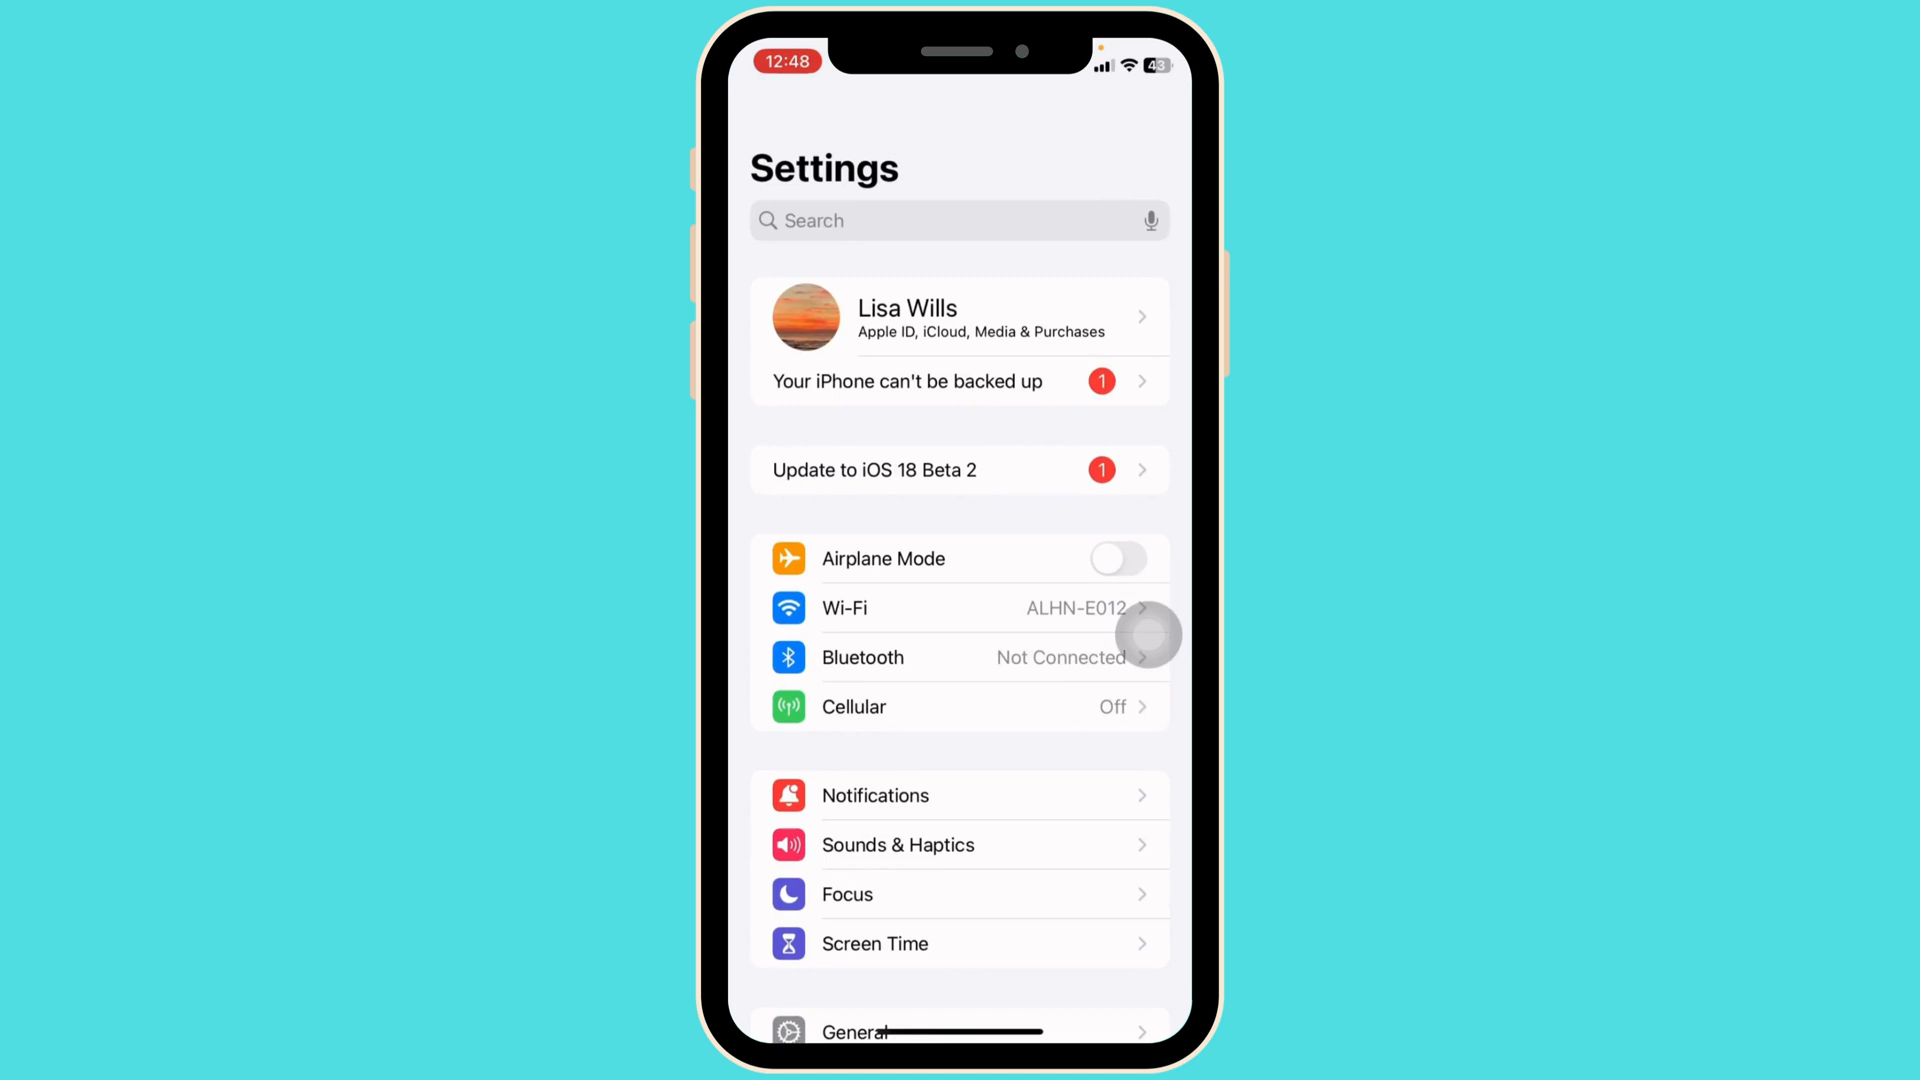 12:48
43
Settings
Search
Lisa Wills
Apple ID, iCloud, Media & Purchases
Your iPhone can't be backed up 1
Update to iOS 18 Beta 2 1
Airplane Mode
Wi-Fi ALHN-E012
Bluetooth Not Connected
Cellular Off
Notifications
Sounds & Haptics
Focus
Screen Time
General